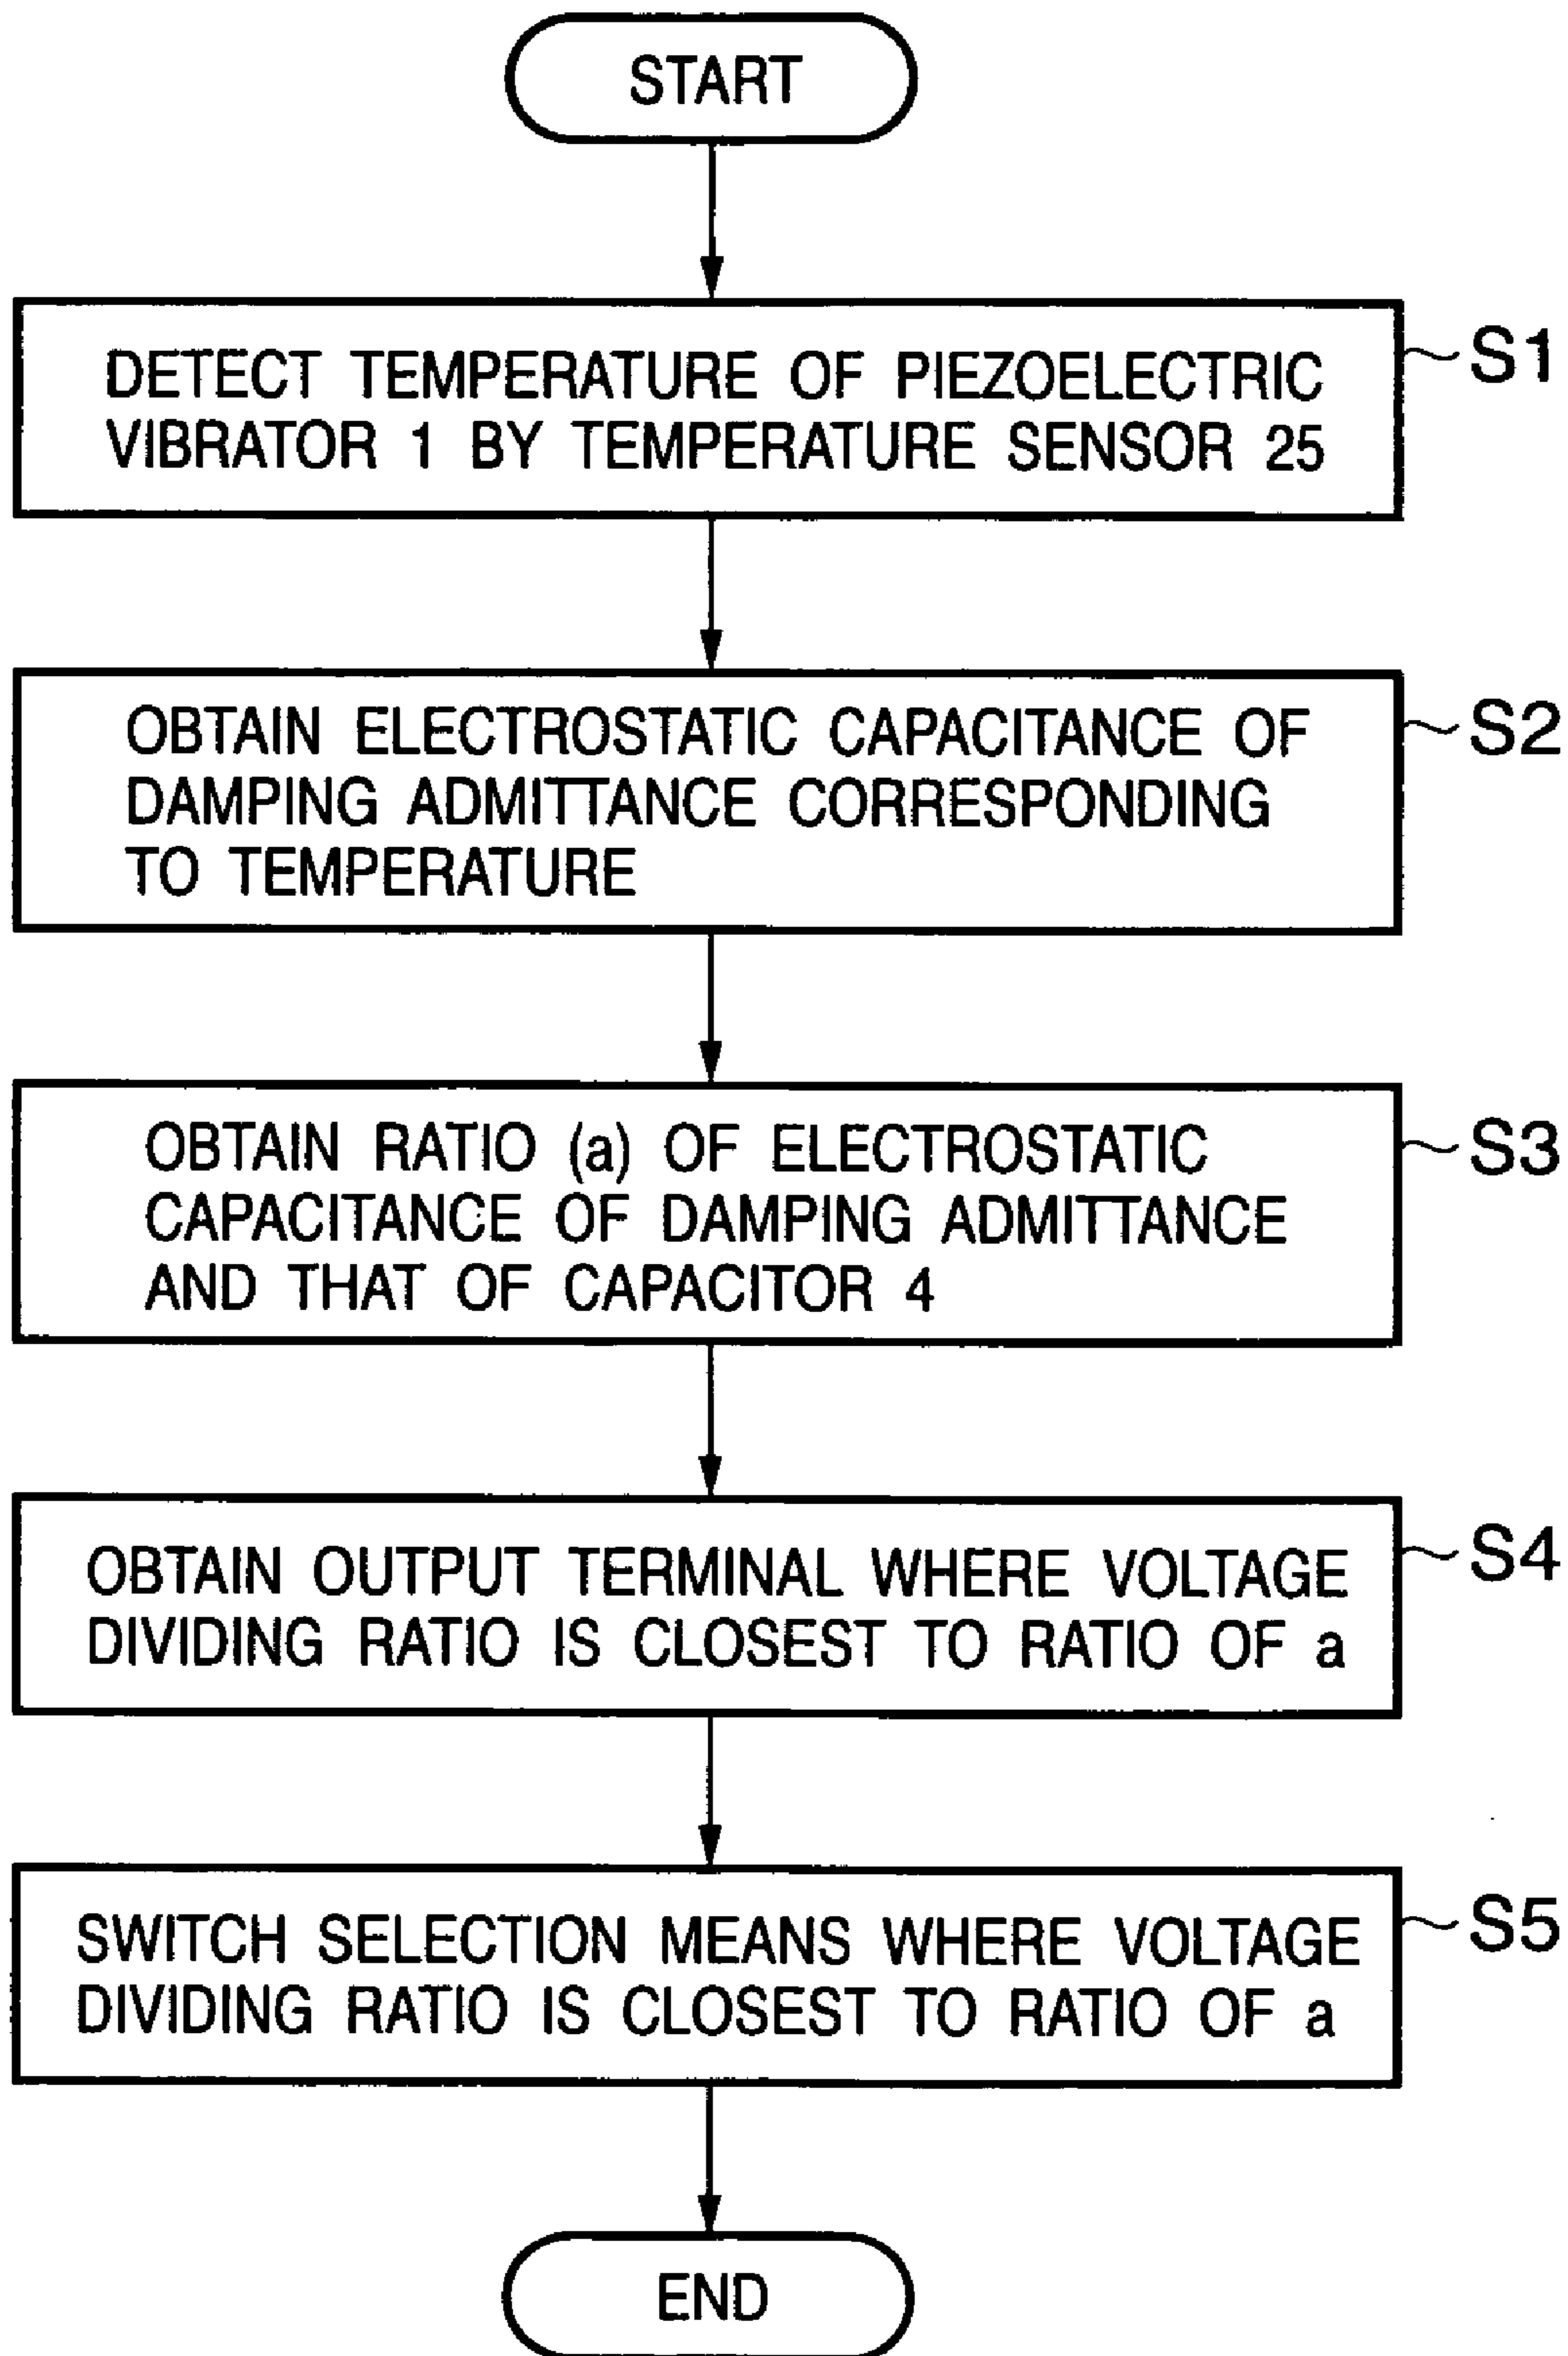 START
DETECT TEMPERATURE OF PIEZOELECTRIC
VIBRATOR 1 BY TEMPERATURE SENSOR 25
S1
OBTAIN ELECTROSTATIC CAPACITANCE OF
DAMPING ADMITTANCE CORRESPONDING
TO TEMPERATURE
S2
OBTAIN RATIO (a) OF ELECTROSTATIC
CAPACITANCE OF DAMPING ADMITTANCE
AND THAT OF CAPACITOR 4
S3
OBTAIN OUTPUT TERMINAL WHERE VOLTAGE
DIVIDING RATIO IS CLOSEST TO RATIO OF a
S4
SWITCH SELECTION MEANS WHERE VOLTAGE
DIVIDING RATIO IS CLOSEST TO RATIO OF a
S5
END